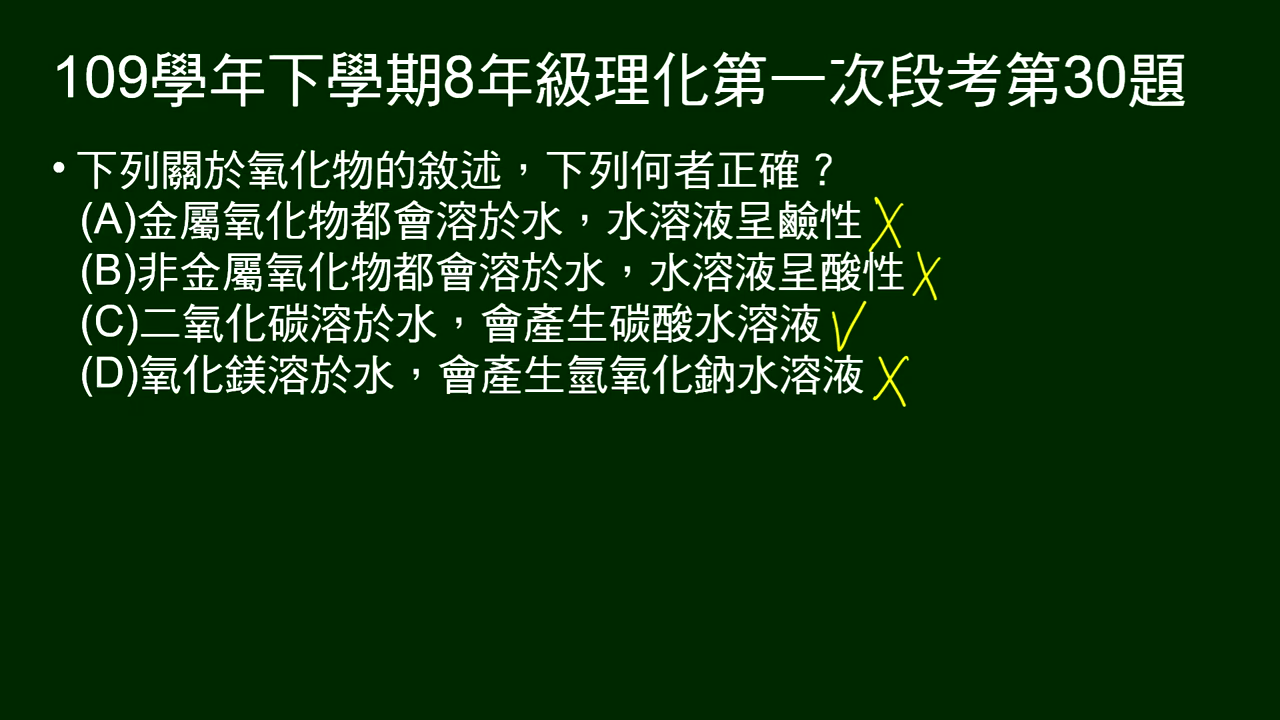 109學年下學期8年級理化第一次段考第30題
• 下列關於氧化物的敘述，下列何者正確？
(A)金屬氧化物都會溶於水，水溶液呈鹼性 X
(B)非金屬氧化物都會溶於水，水溶液呈酸性 X
(C)二氧化碳溶於水，會產生碳酸水溶液 V
(D)氧化鎂溶於水，會產生氫氧化鈉水溶液 X